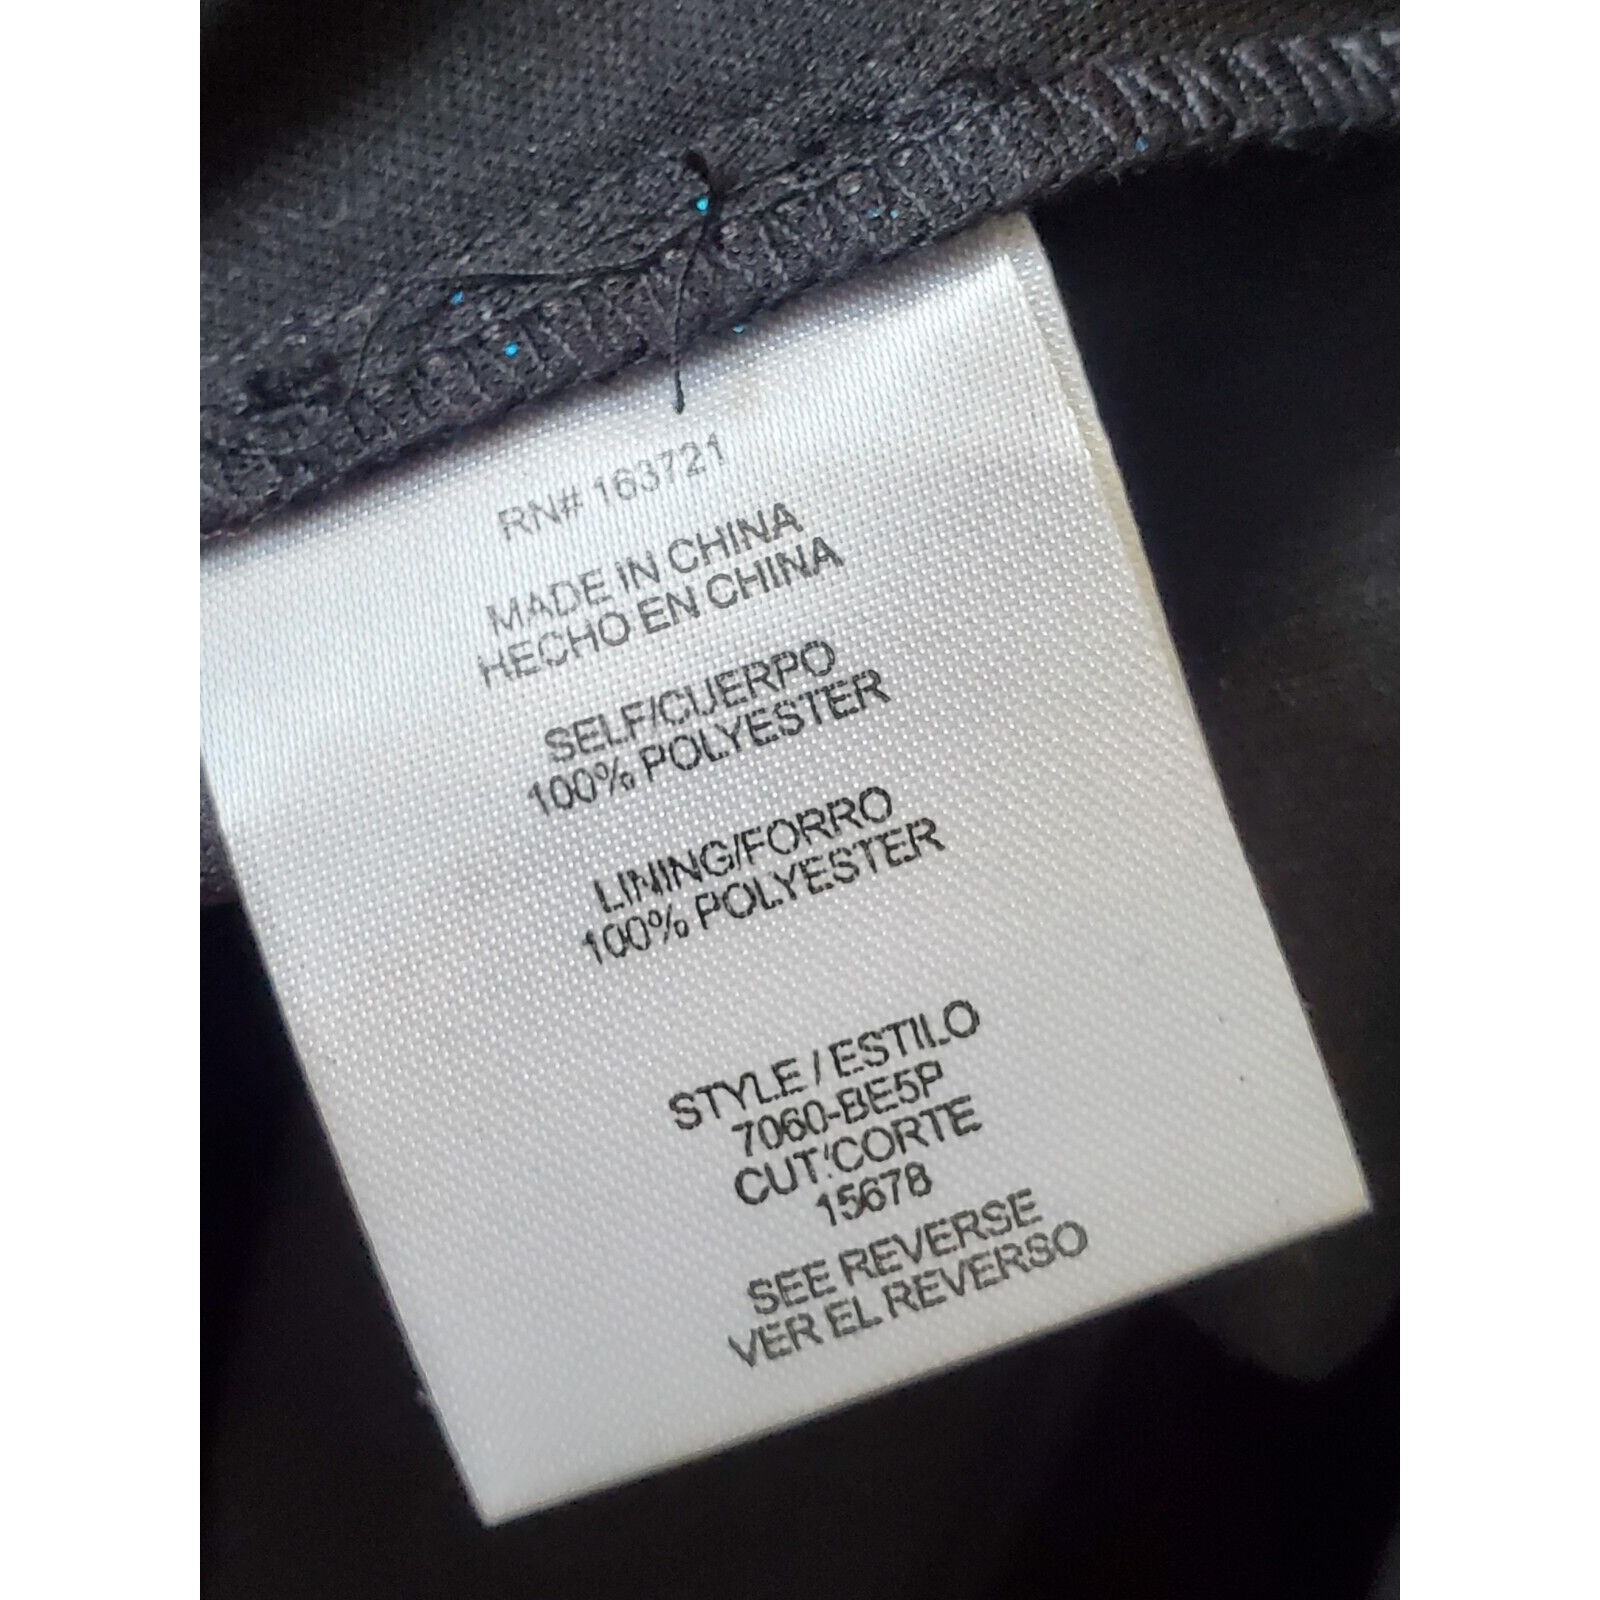 RN# 163721
MADE IN CHINA
HECHO EN CHINA
SELF/CUERPO
100% POLYESTER
LINING/FORRO
100% POLYESTER
STYLE / ESTILO
7060-BE5P
CUT/CORTE
15678
SEE REVERSE
VER EL REVERSO